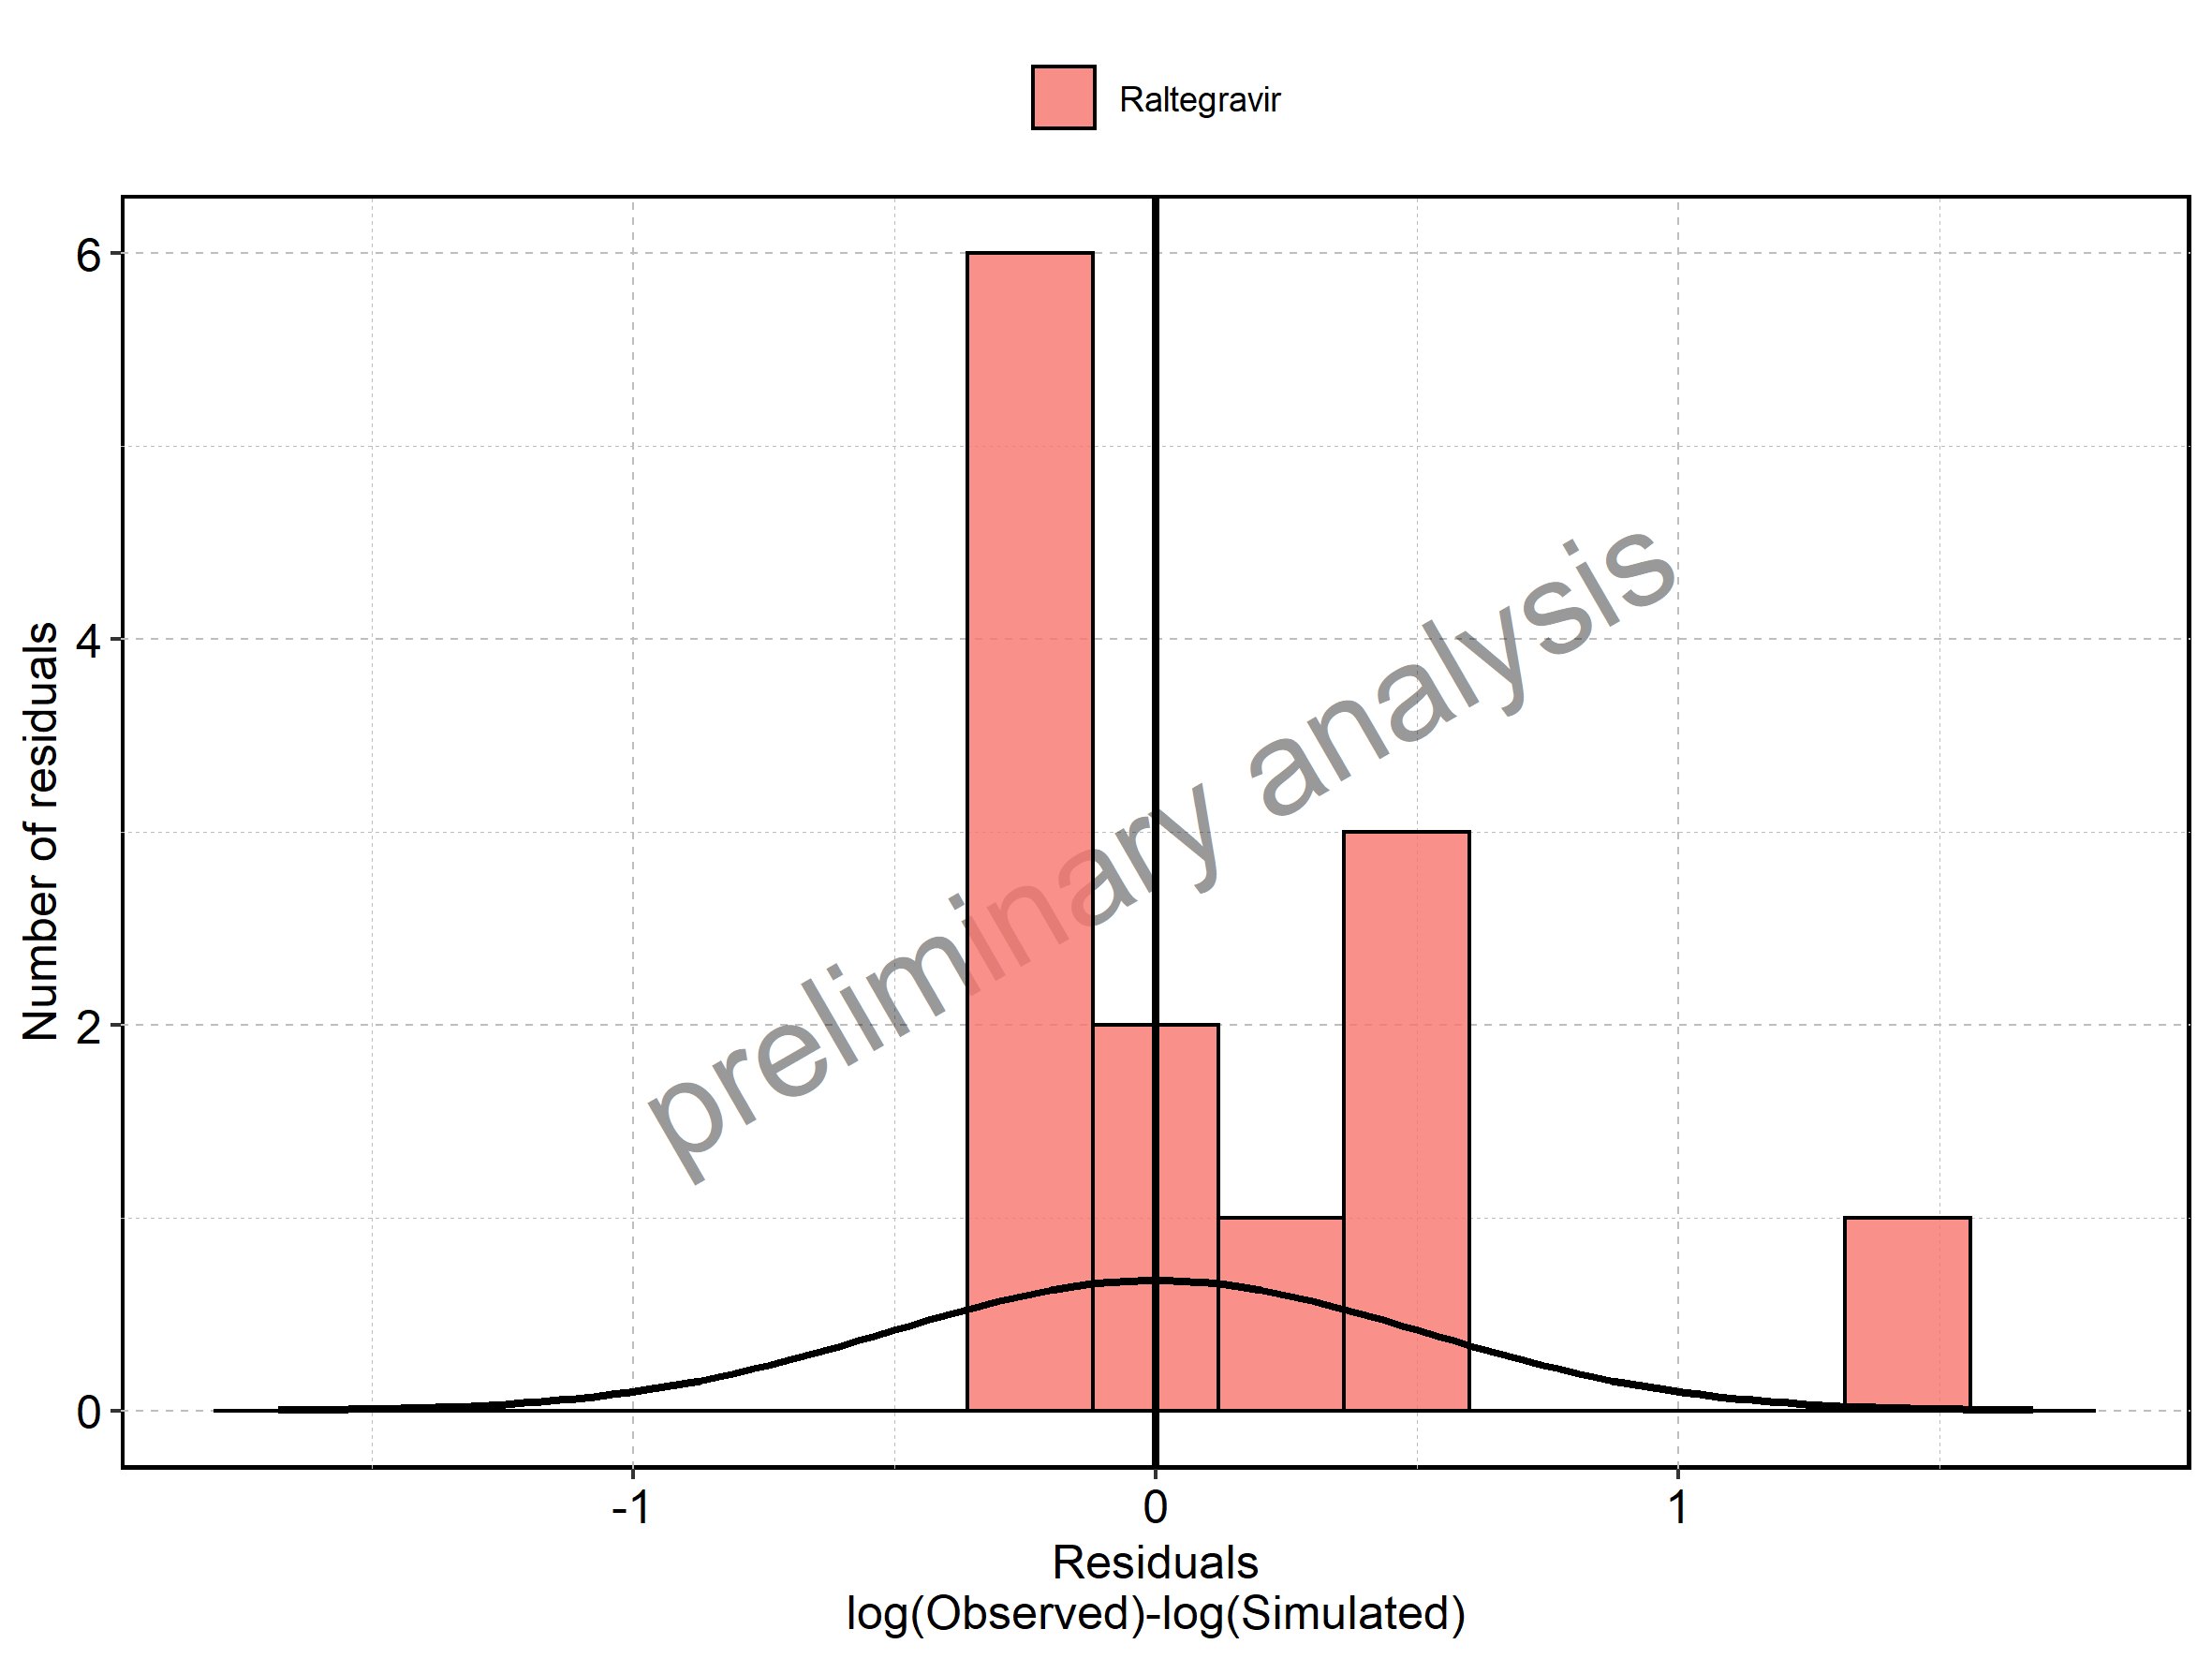 Raltegravir
6
4
2
0
Number of residuals
preliminary analysis
-1
0
1
Residuals
log(Observed)-log(Simulated)